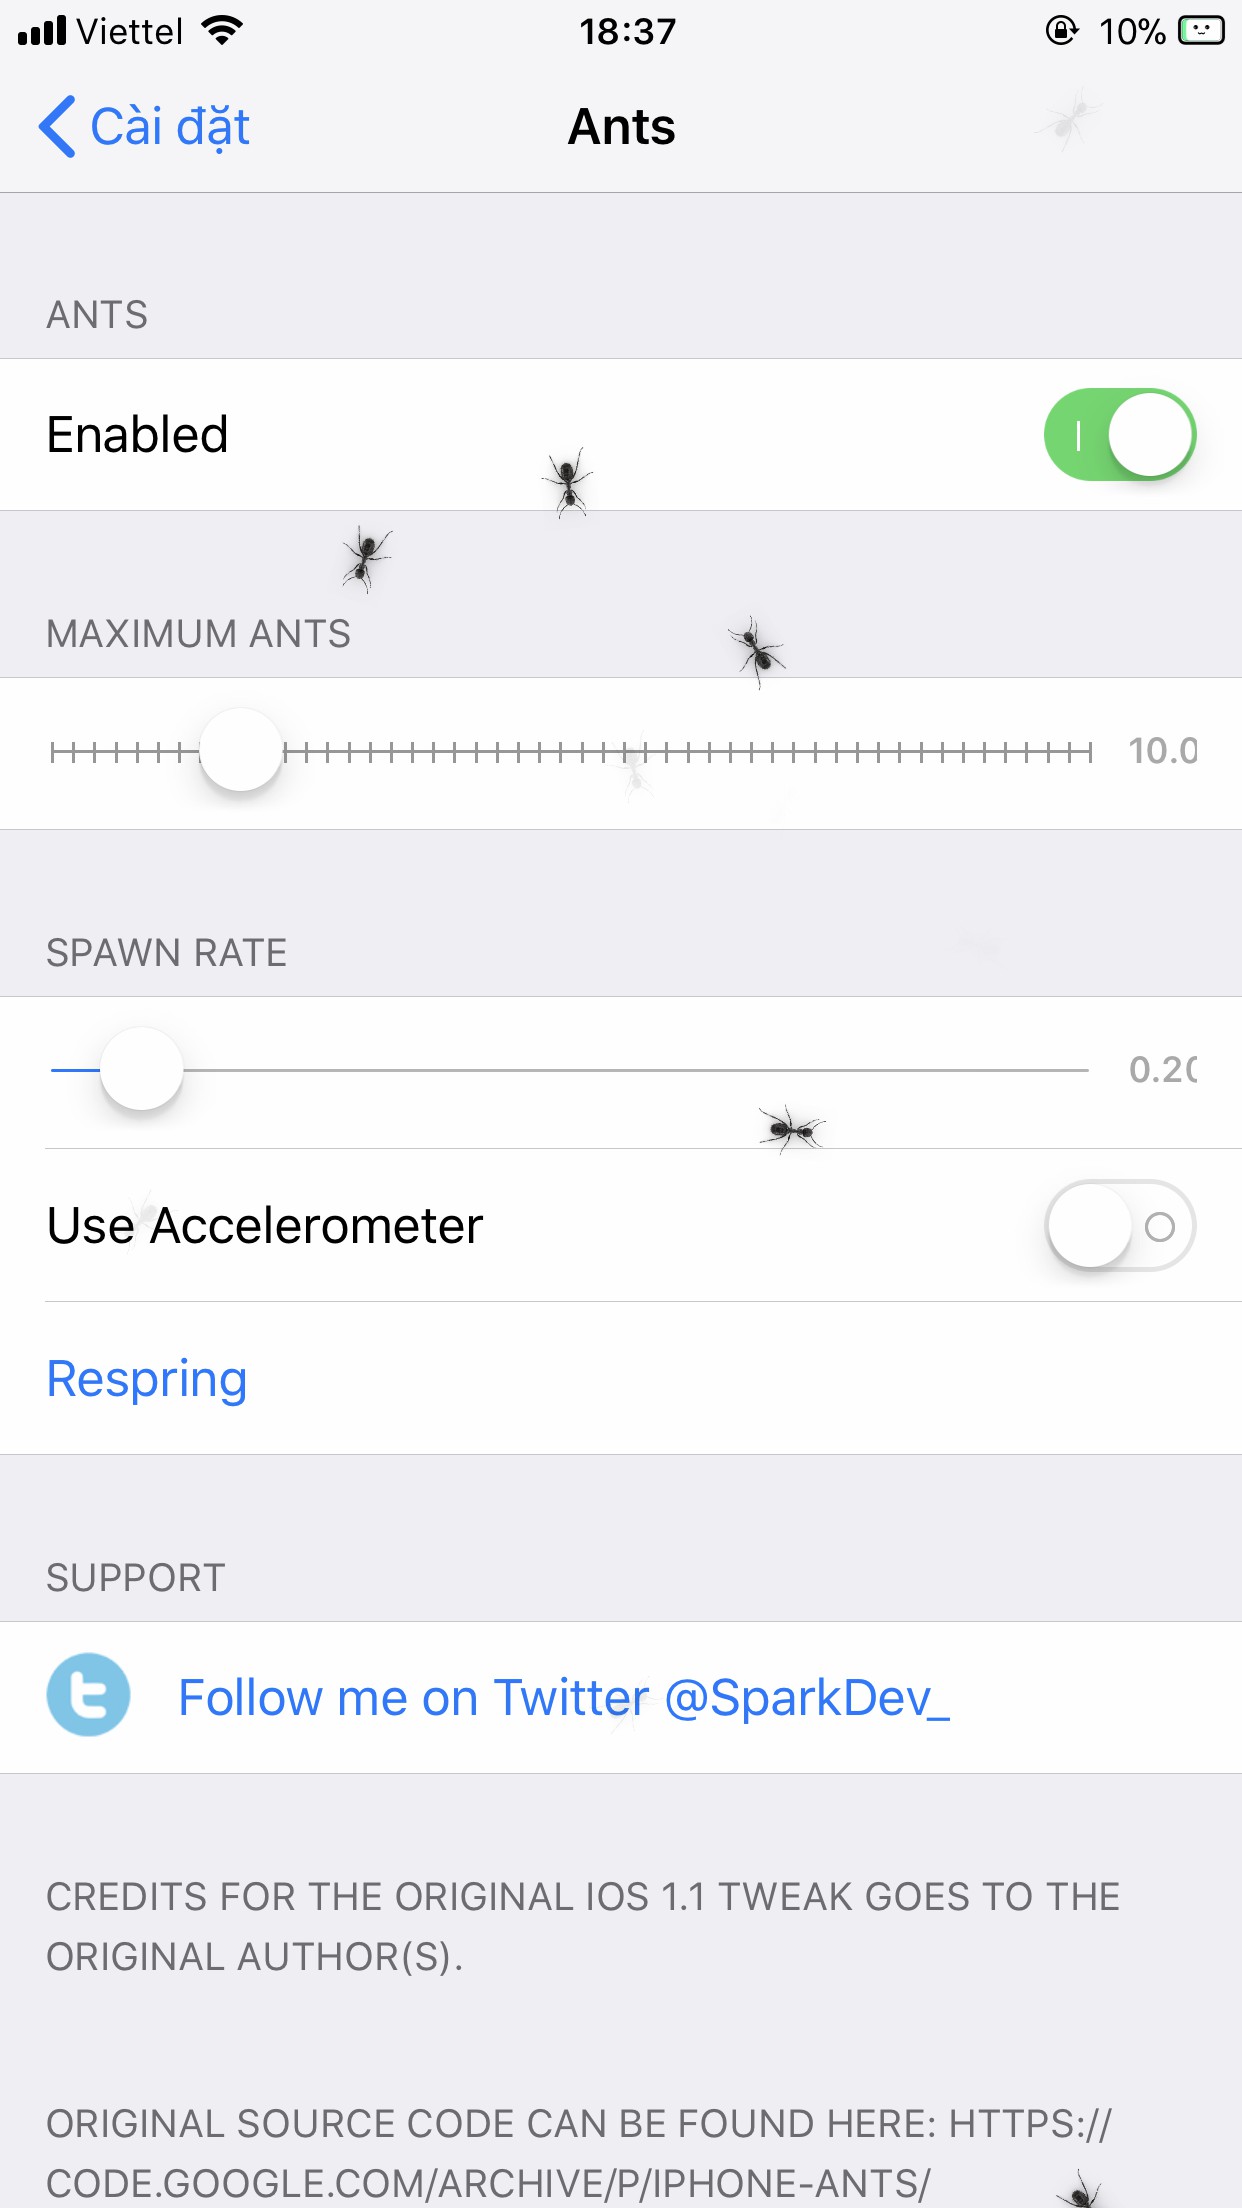 Viettel 18:37 10%
Cài đặt Ants
ANTS
Enabled
MAXIMUM ANTS
10.0
SPAWN RATE
0.20
Use Accelerometer
Respring
SUPPORT
Follow me on Twitter @SparkDev_
CREDITS FOR THE ORIGINAL IOS 1.1 TWEAK GOES TO THE
ORIGINAL AUTHOR(S).
ORIGINAL SOURCE CODE CAN BE FOUND HERE: HTTPS://
CODE.GOOGLE.COM/ARCHIVE/P/IPHONE-ANTS/